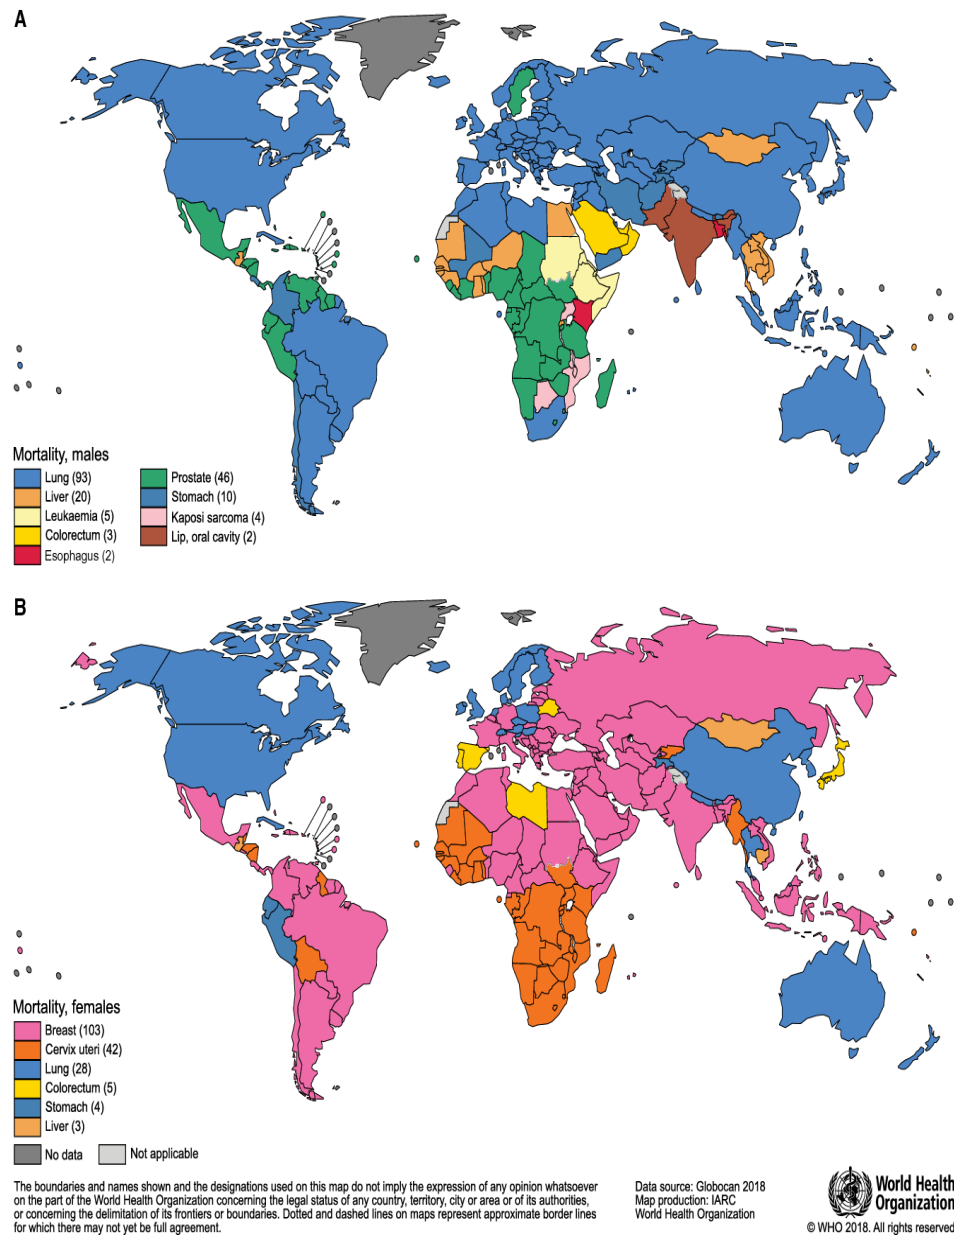 A
Mortality, males
Lung (93)
Liver (20)
Leukaemia (5)
Colorectum (3)
Esophagus (2)
Prostate (46)
Stomach (10)
Kaposi sarcoma (4)
Lip, oral cavity (2)
B
Mortality, females
Breast (103)
Cervix uteri (42)
Lung (28)
Colorectum (5)
Stomach (4)
Liver (3)
No data
Not applicable
The boundaries and names shown and the designations used on this map do not imply the expression of any opinion whatsoever
on the part of the World Health Organization concerning the legal status of any country, territory, city or area or of its authorities,
or concerning the delimitation of its frontiers or boundaries. Dotted and dashed lines on maps represent approximate border lines
for which there may not yet be full agreement.
Data source: Globocan 2018
Map production: IARC
World Health Organization
World Health
Organization
© WHO 2018. All rights reserved